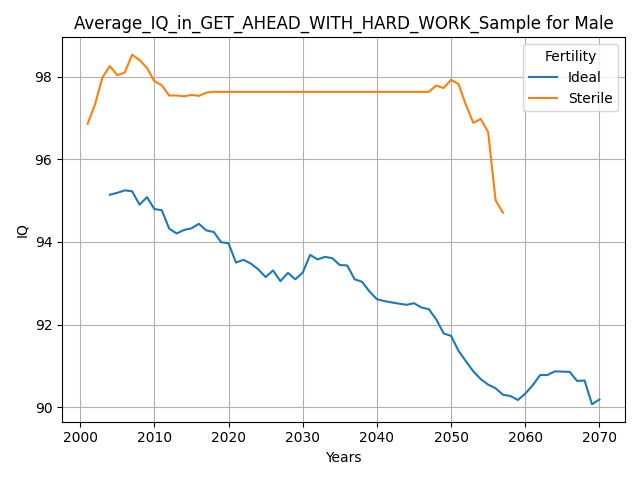 Average_IQ_in_GET_AHEAD_WITH_HARD_WORK_Sample for Male
Fertility
Ideal
Sterile
IQ
98
96
94
92
90
2000 2010 2020 2030 2040 2050 2060 2070
Years